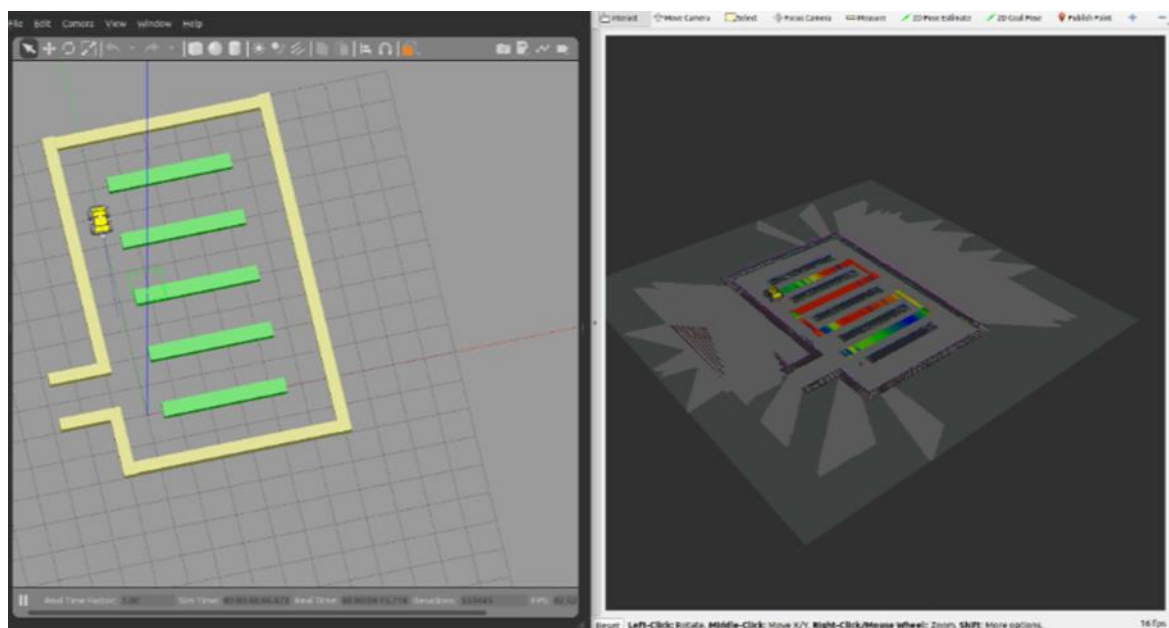 File Edit Camera View Window Help
Interact Move Camera Select Focus Camera Measure 2D Pose Estimate 2D Goal Pose Publish Point
Real Time Factor: Sim Time: Real Time: Iterations: FPS:
Reset Left-Click: Rotate. Middle-Click: Move X/Y. Right-Click/Mouse Wheel: Zoom. Shift: More options. 16 fps